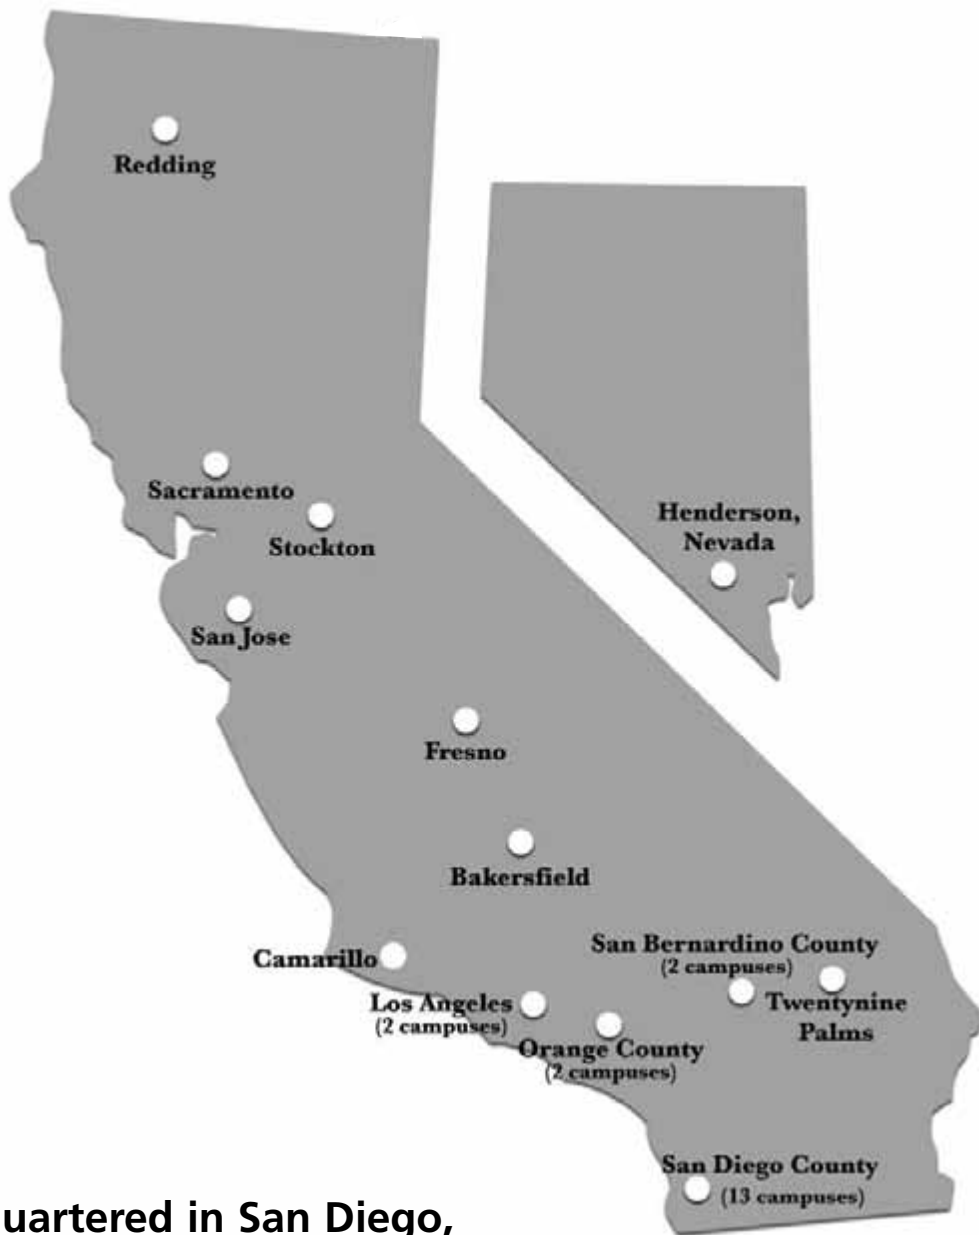 Redding
Sacramento
Stockton
Henderson,
Nevada
San Jose
Fresno
Bakersfield
San Bernardino County
(2 campuses)
Camarillo
Twentynine
Palms
Los Angeles
(2 campuses)
Orange County
(2 campuses)
San Diego County
(13 campuses)
uartered in San Diego,